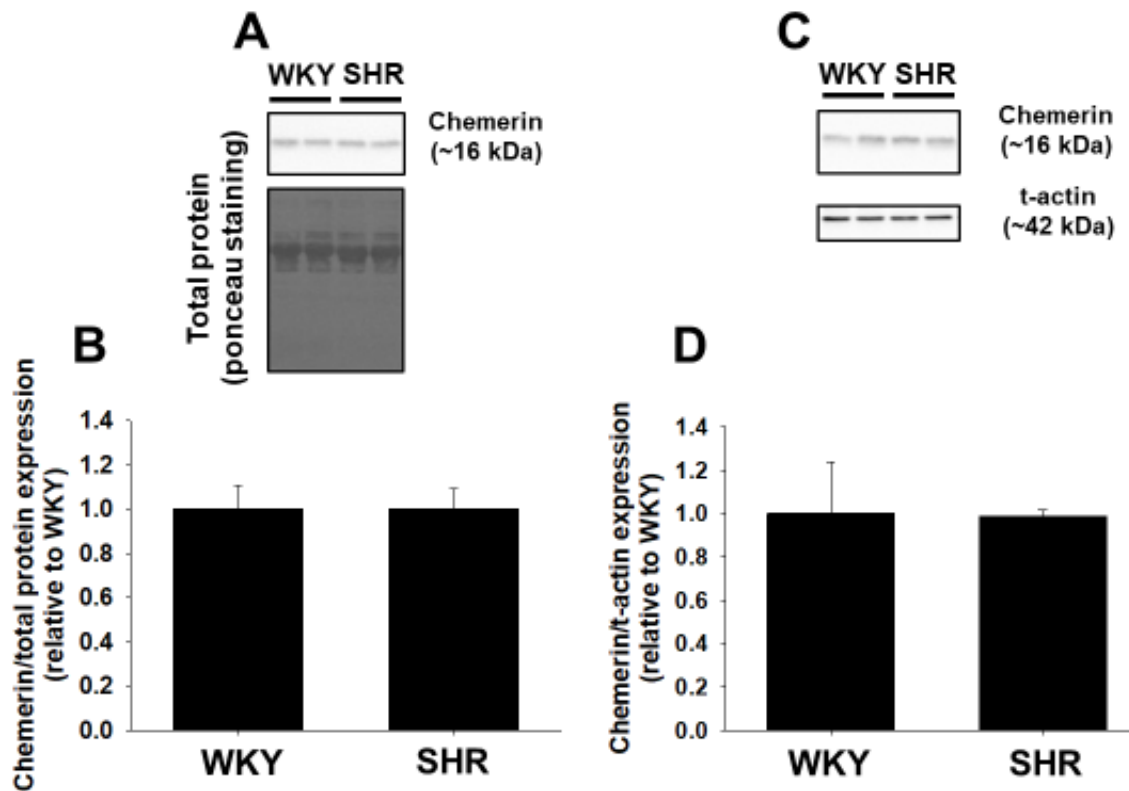 A
WKY SHR
Chemerin
(~16 kDa)
Total protein
(ponceau staining)
B
Chemerin/total protein expression
(relative to WKY)
1.4
1.2
1.0
0.8
0.6
0.4
0.2
0.0
WKY SHR
C
WKY SHR
Chemerin
(~16 kDa)
t-actin
(~42 kDa)
D
Chemerin/t-actin expression
(relative to WKY)
1.4
1.2
1.0
0.8
0.6
0.4
0.2
0.0
WKY SHR